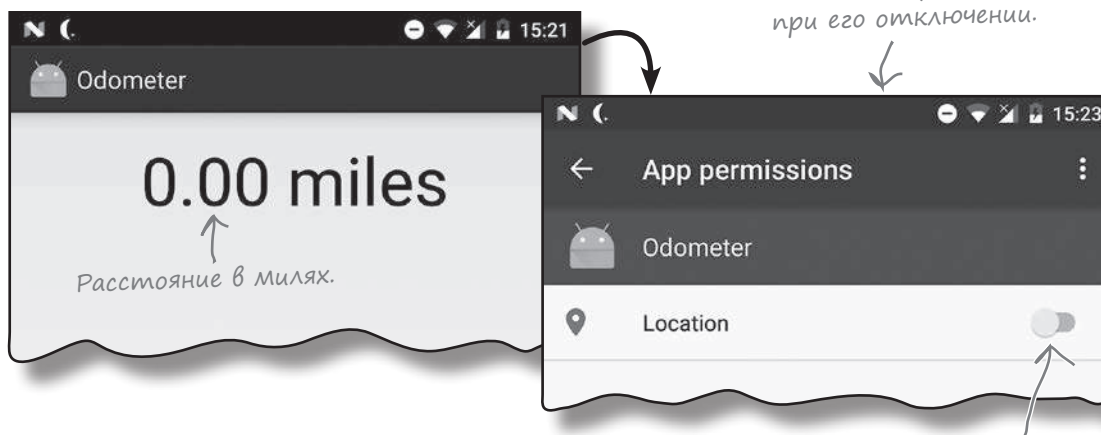 15:21
Odometer
0.00 miles
Расстояние в милях.
при его отключении.
15:23
App permissions
Odometer
Location